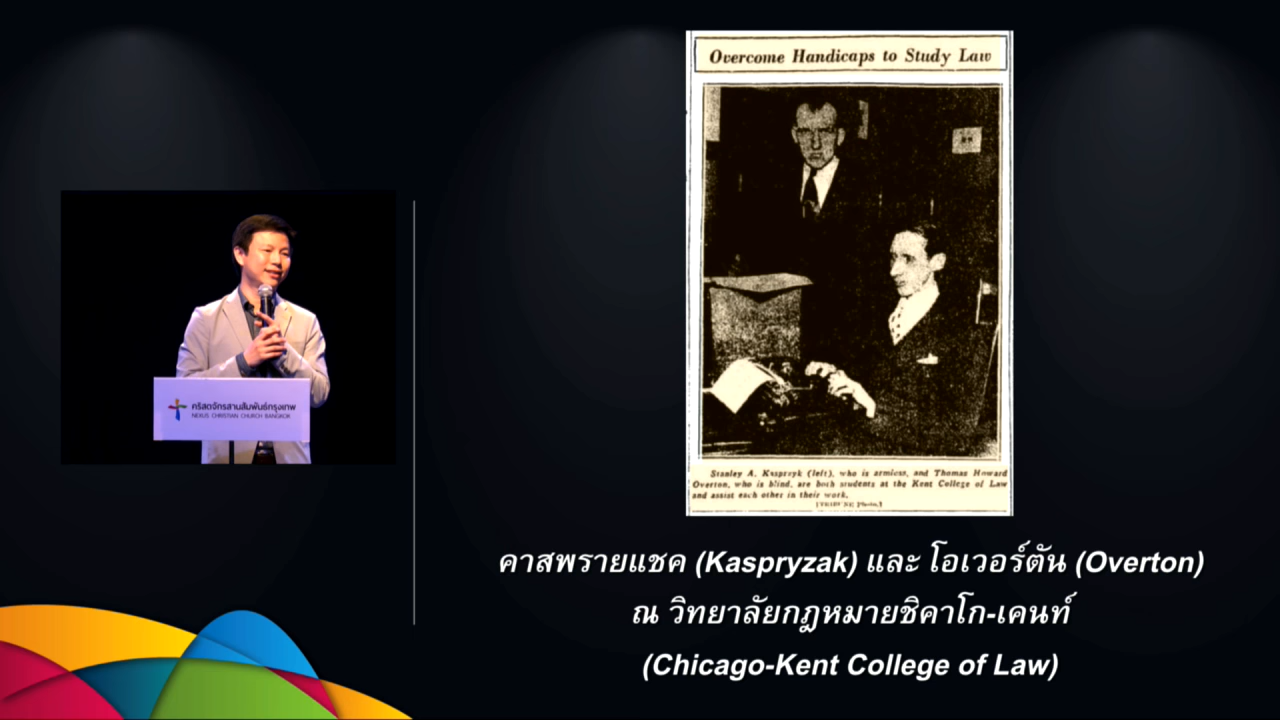 Overcome Handicaps to Study Law
Stanley A. Kasprzyk (left), who is armless, and Thomas Howard
Overton, who is blind, are both students at the Kent College of Law
and assist each other in their work.
[TRIBUNE Photo.]
คริสตจักรสานสัมพันธ์กรุงเทพ
NEXUS CHRISTIAN CHURCH BANGKOK
คาสพรายแชค (Kaspryzak) และ โอเวอร์ตัน (Overton)
ณ วิทยาลัยกฎหมายชิคาโก-เคนท์
(Chicago-Kent College of Law)